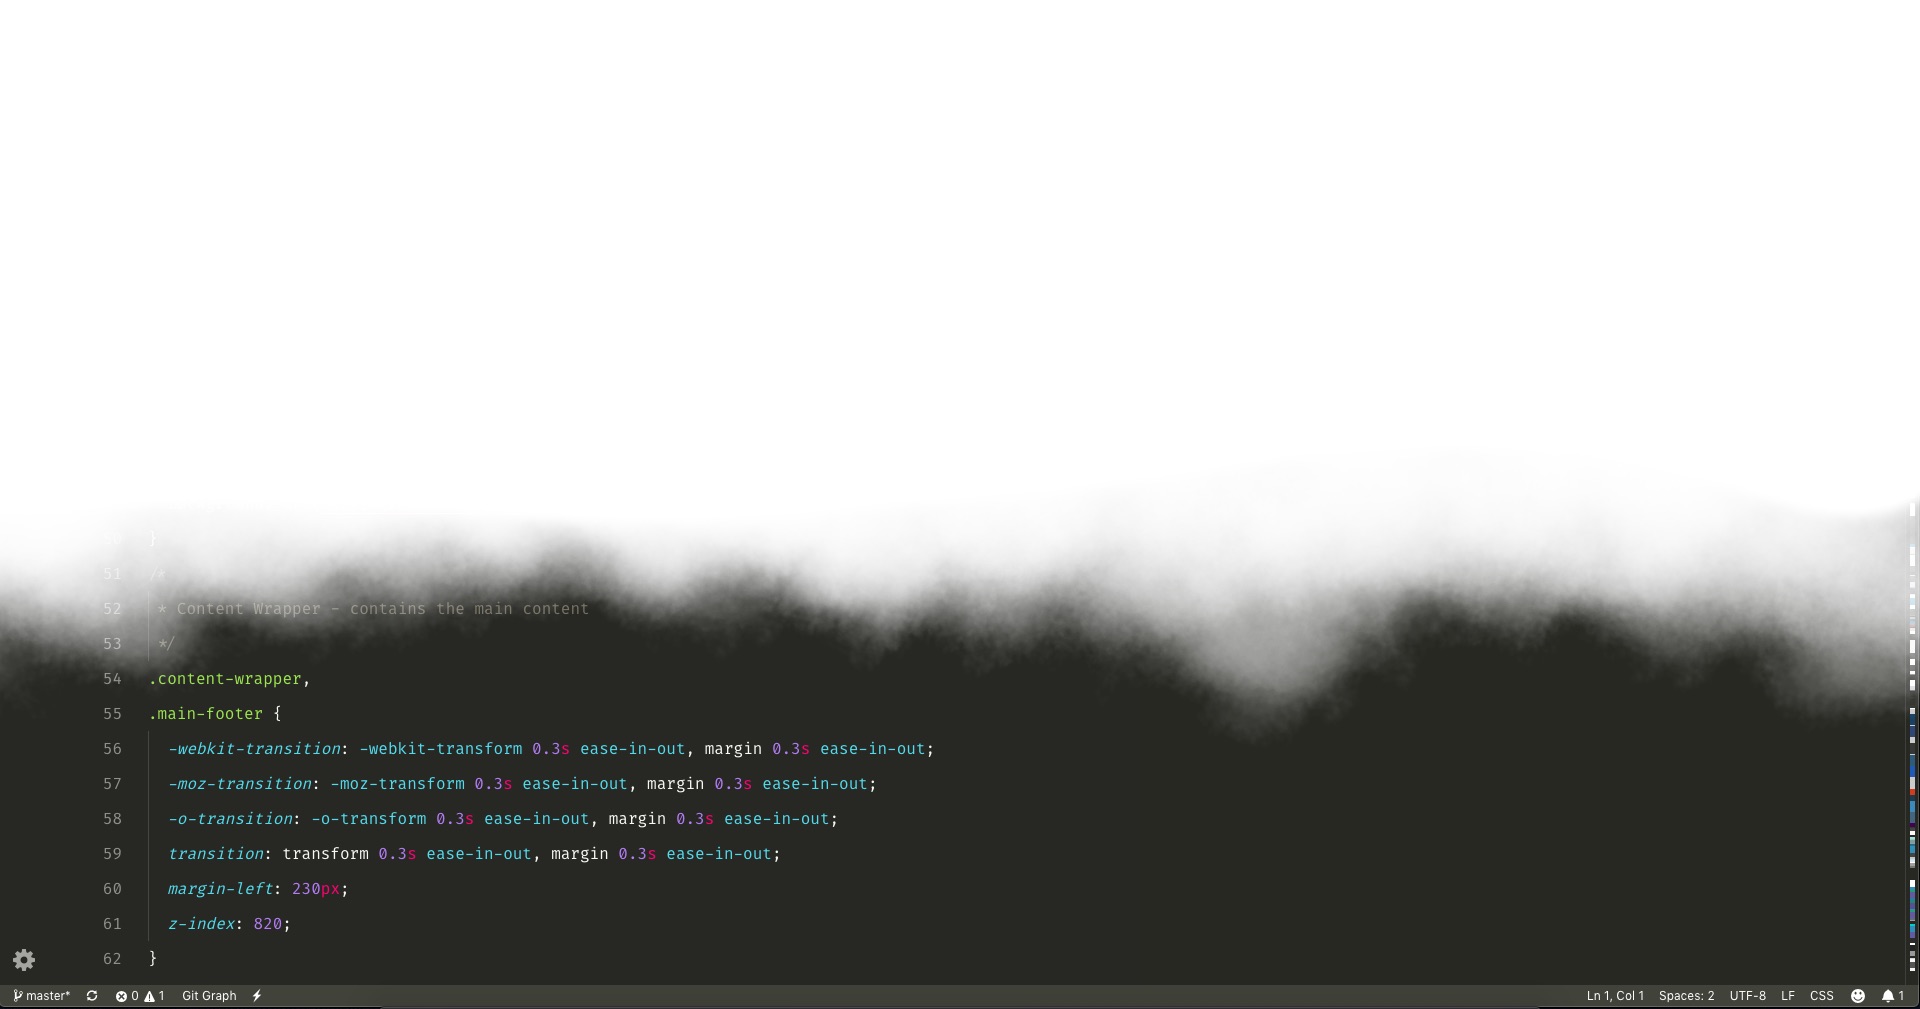 50 }
51 /*
52 * Content Wrapper - contains the main content
53 */
54 .content-wrapper,
55 .main-footer {
56 -webkit-transition: -webkit-transform 0.3s ease-in-out, margin 0.3s ease-in-out;
57 -moz-transition: -moz-transform 0.3s ease-in-out, margin 0.3s ease-in-out;
58 -o-transition: -o-transform 0.3s ease-in-out, margin 0.3s ease-in-out;
59 transition: transform 0.3s ease-in-out, margin 0.3s ease-in-out;
60 margin-left: 230px;
61 z-index: 820;
62 }
master* 0 1 Git Graph Ln 1, Col 1 Spaces: 2 UTF-8 LF CSS 1